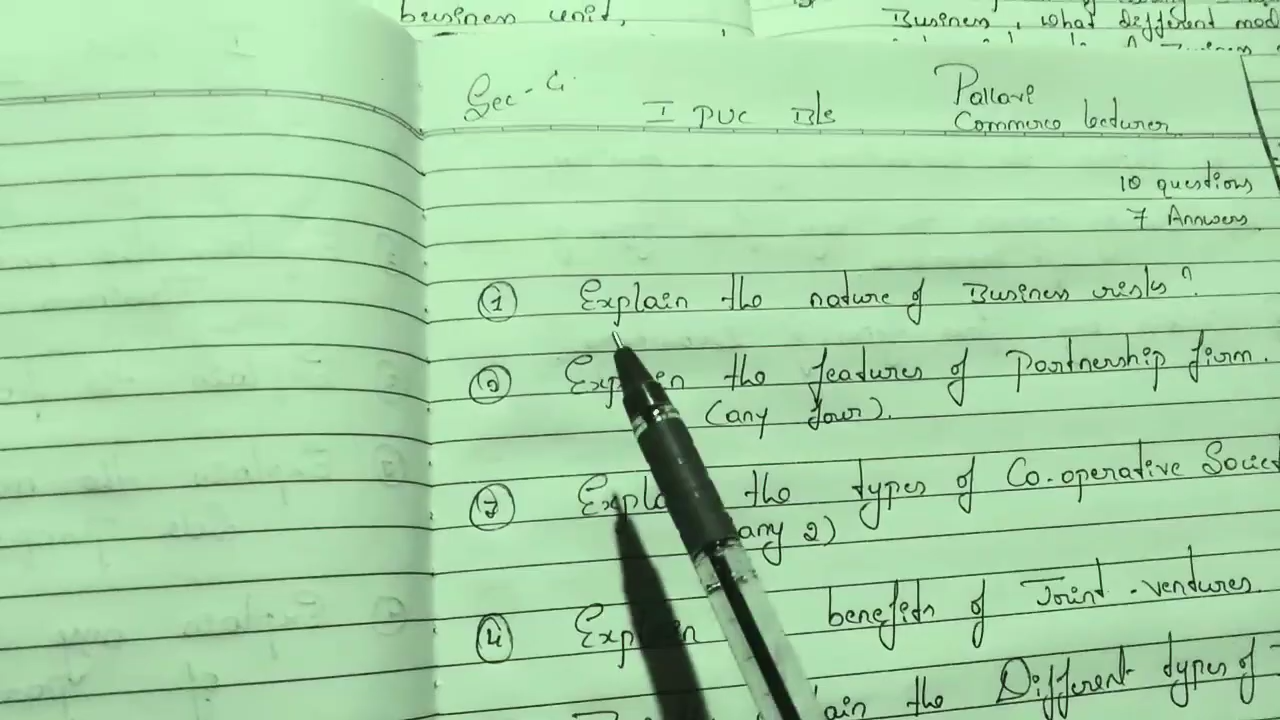 business unit,
Business, what different mod
Sec-C
I PUC B/s
Pallavi
Commerce lecturer
10 questions
7 Answers
① Explain the nature of Business risks?
② Explain the features of Partnership firm.
(any four).
③ Explain the types of Co-operative Societ
any 2)
④ Explain benefits of Joint-ventures.
ain the Different types of